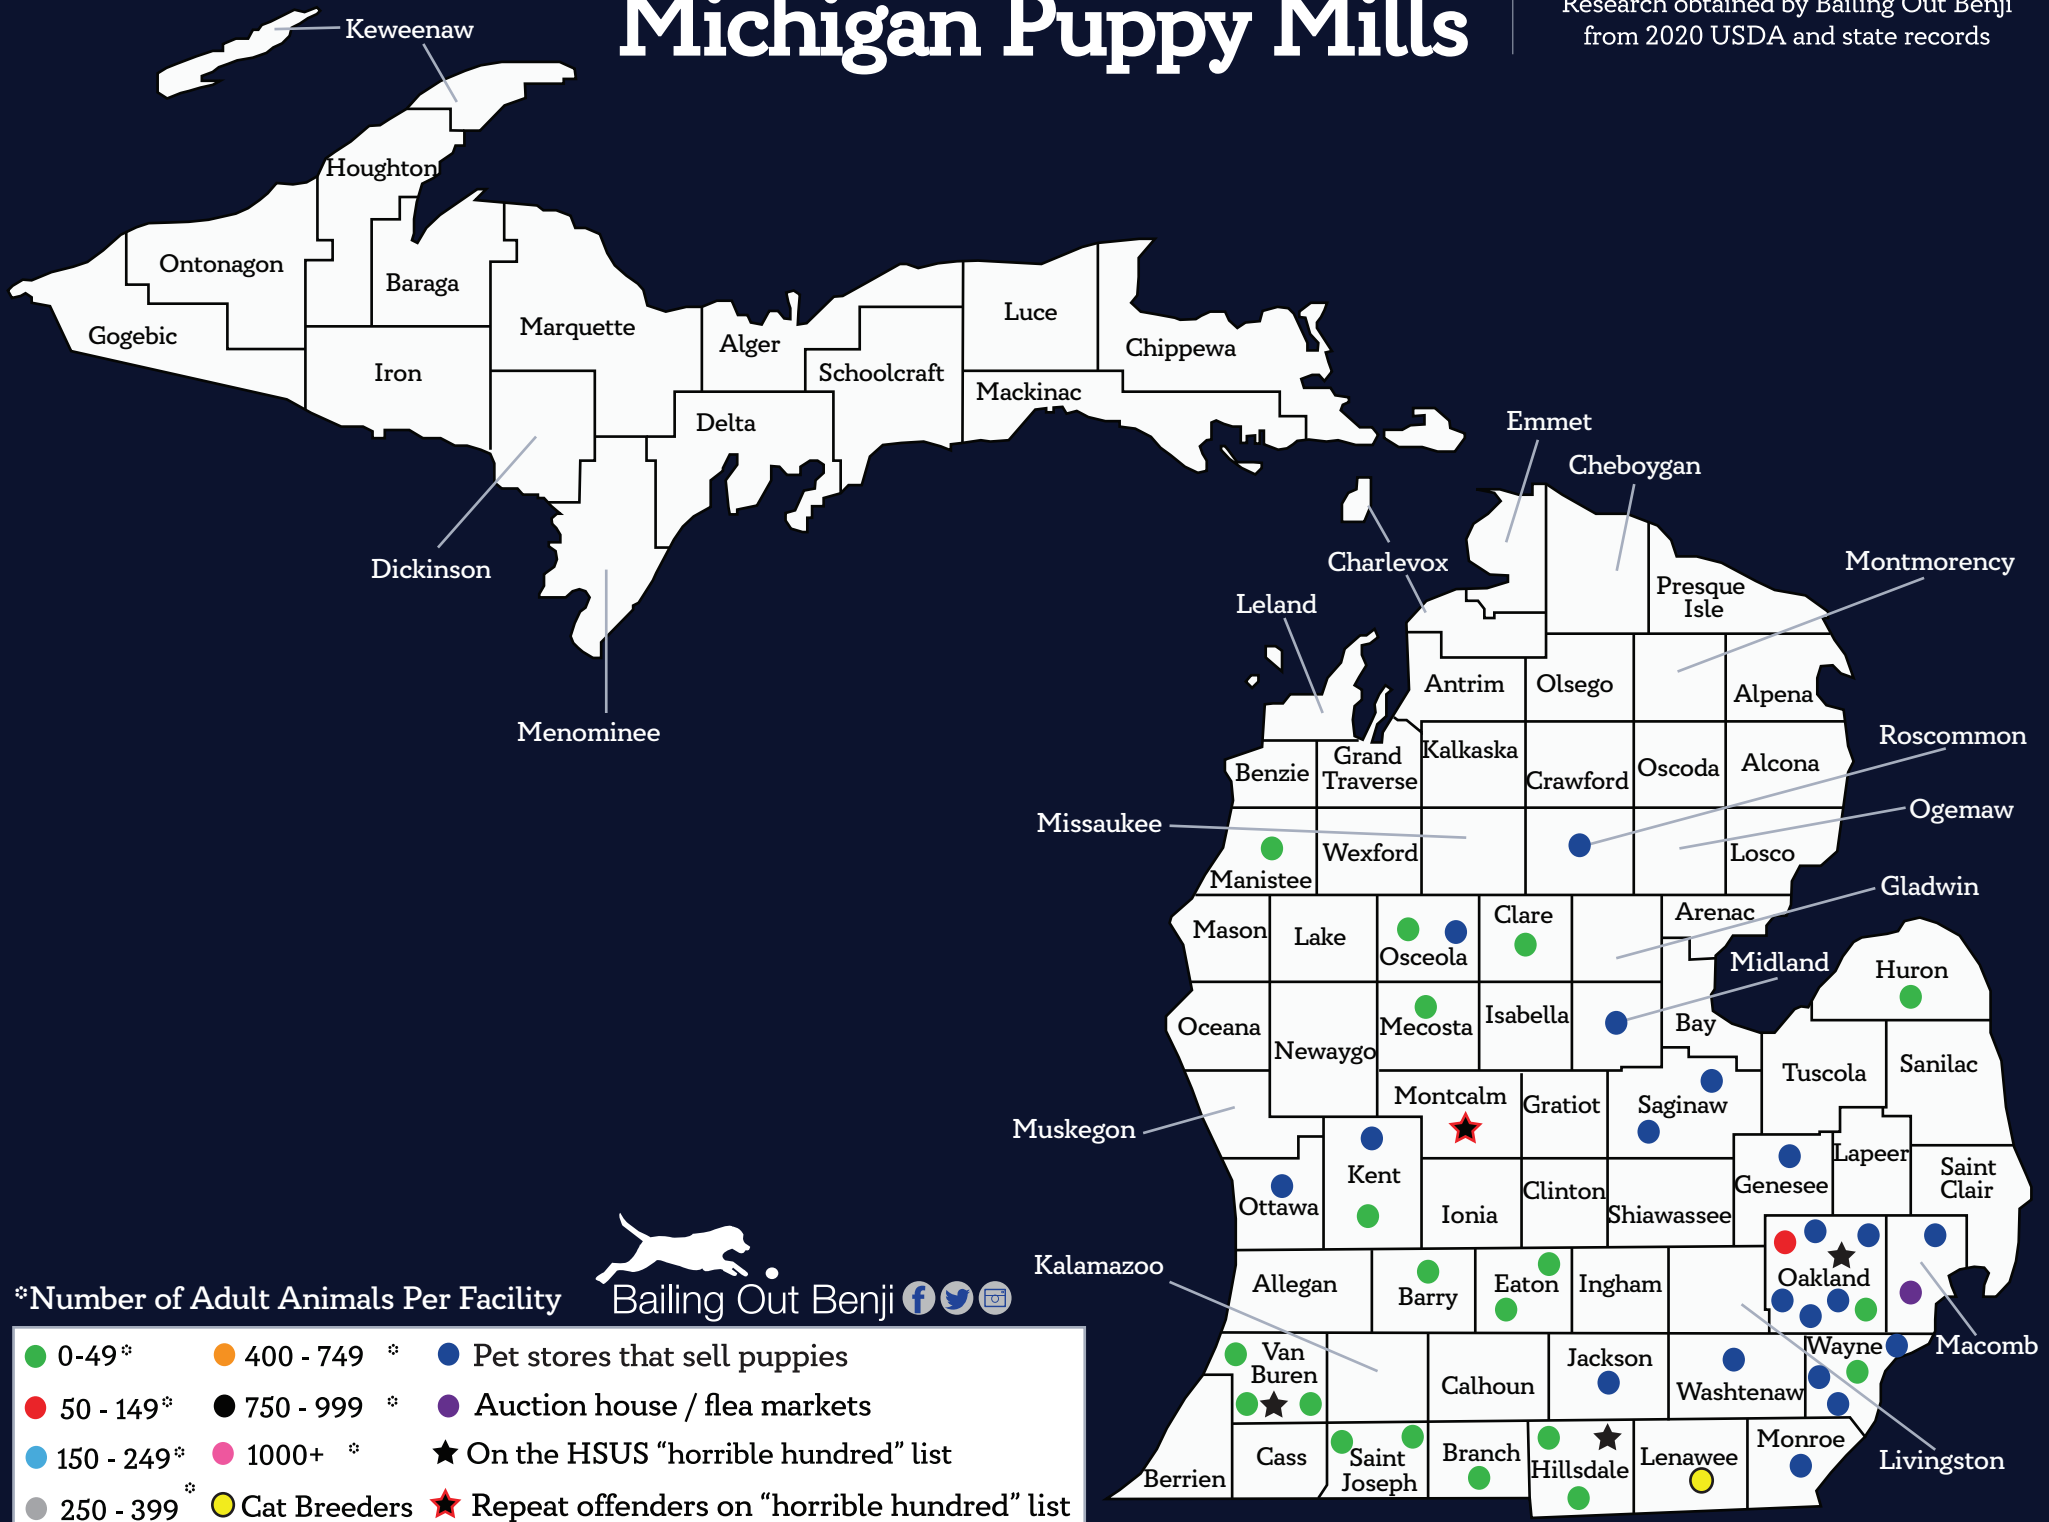 Michigan Puppy Mills
Research obtained by Bailing Out Benji
from 2020 USDA and state records
Keweenaw
Houghton
Ontonagon
Baraga
Gogebic
Marquette
Iron
Alger
Schoolcraft
Luce
Chippewa
Mackinac
Delta
Dickinson
Menominee
Emmet
Cheboygan
Charlevox
Presque
Isle
Montmorency
Leland
Antrim
Olsego
Alpena
Roscommon
Benzie
Grand
Traverse
Kalkaska
Crawford
Oscoda
Alcona
Missaukee
Ogemaw
Manistee
Wexford
Losco
Gladwin
Mason
Lake
Osceola
Clare
Arenac
Midland
Huron
Oceana
Newaygo
Mecosta
Isabella
Bay
Tuscola
Sanilac
Muskegon
Montcalm
Gratiot
Saginaw
Kent
Ottawa
Ionia
Clinton
Shiawassee
Genesee
Lapeer
Saint
Clair
Kalamazoo
Allegan
Barry
Eaton
Ingham
Oakland
Macomb
Van
Buren
Calhoun
Jackson
Washtenaw
Wayne
Livingston
Berrien
Cass
Saint
Joseph
Branch
Hillsdale
Lenawee
Monroe
Bailing Out Benji
*Number of Adult Animals Per Facility
0-49*
400 - 749 *
Pet stores that sell puppies
50 - 149*
750 - 999 *
Auction house / flea markets
150 - 249*
1000+ *
On the HSUS “horrible hundred” list
250 - 399 *
Cat Breeders
Repeat offenders on “horrible hundred” list